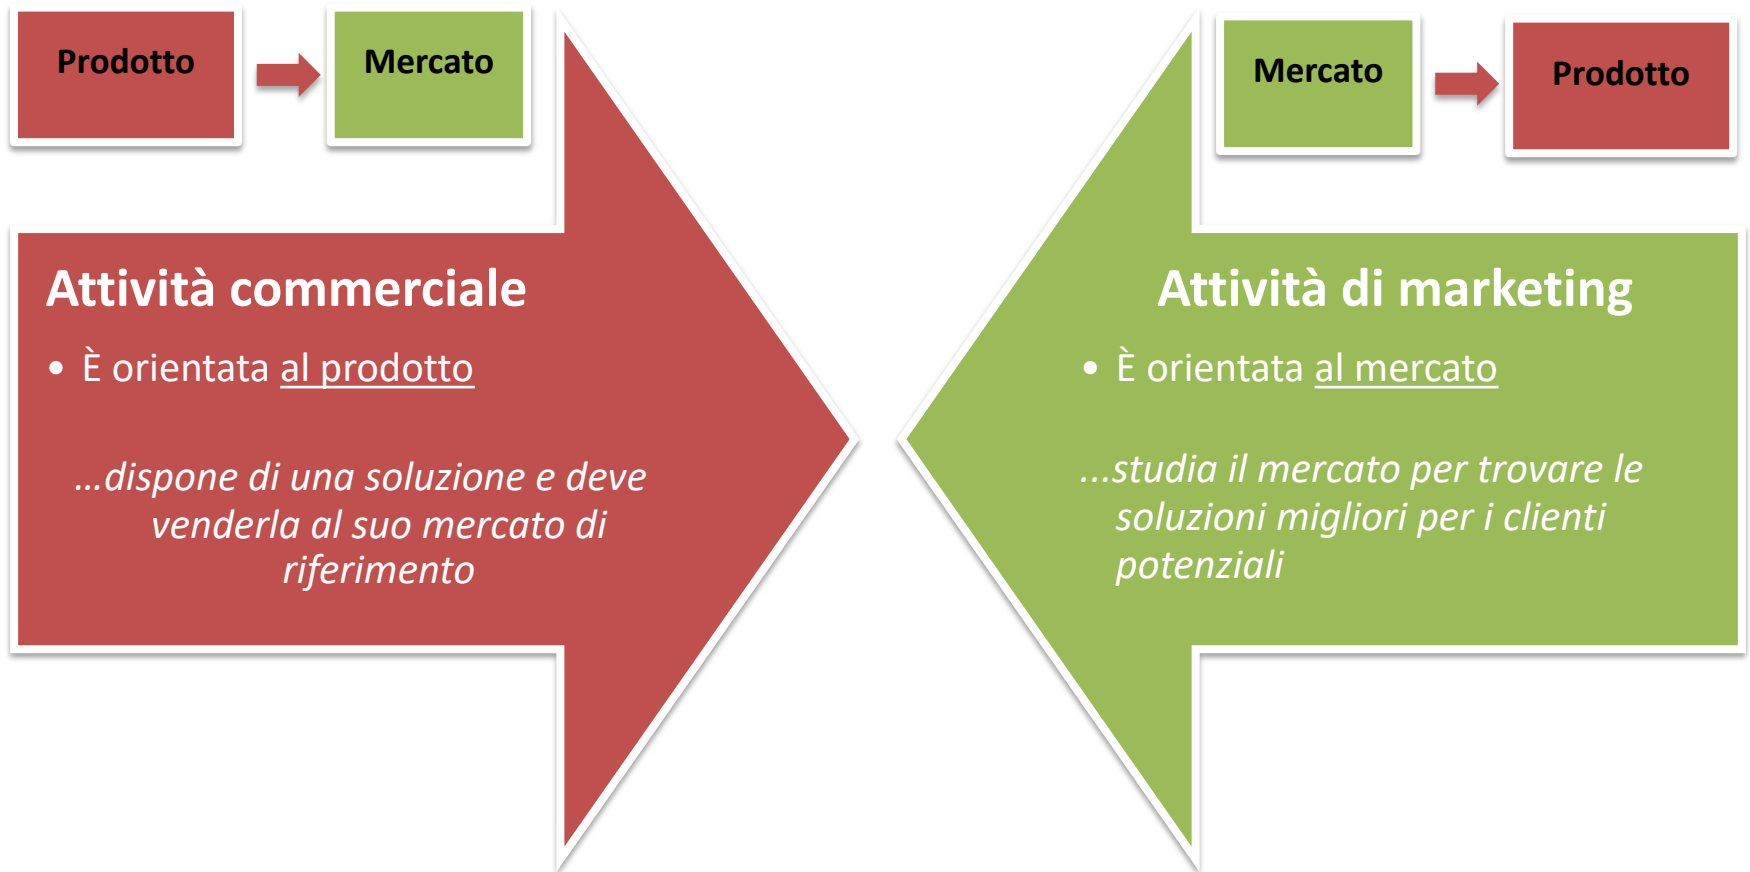 Prodotto
Mercato
Mercato
Prodotto
Attività commerciale
• È orientata al prodotto
...dispone di una soluzione e deve
venderla al suo mercato di
riferimento
Attività di marketing
• È orientata al mercato
...studia il mercato per trovare le
soluzioni migliori per i clienti
potenziali